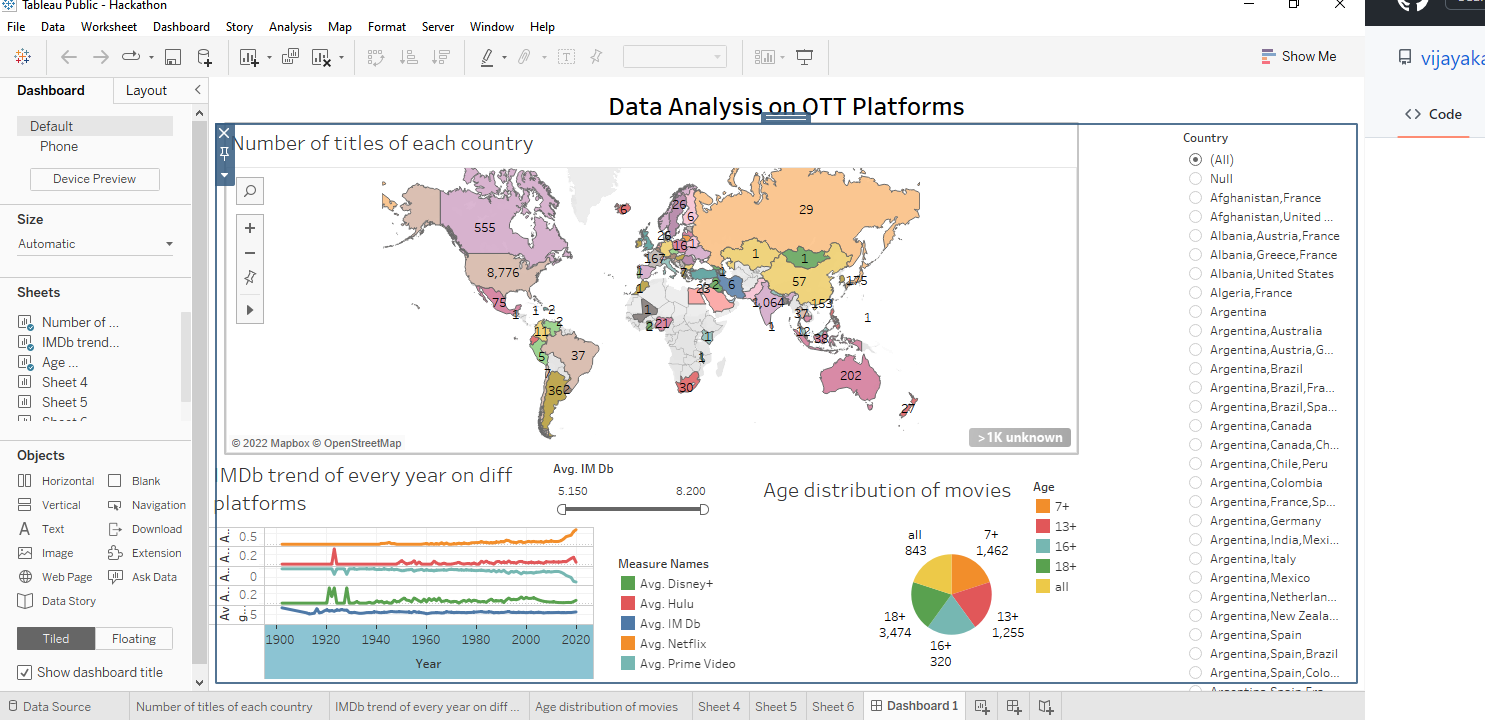 Tableau Public - Hackathon
File Data Worksheet Dashboard Story Analysis Map Format Server Window Help
Show Me
vijayaka
Code
Dashboard
Layout
Default
Phone
Device Preview
Size
Automatic
Sheets
Number of ...
IMDb trend...
Age ...
Sheet 4
Sheet 5
Objects
Horizontal
Blank
Vertical
Navigation
Text
Download
Image
Extension
Web Page
Ask Data
Data Story
Tiled
Floating
Show dashboard title
Data Analysis on OTT Platforms
Number of titles of each country
555
8,776
75
1
1
2
2
11
5
37
7
362
6
26
6
26
16
1
167
1
7
1
1
2
21
23
2
1
6
1
1
30
29
1
1
57
175
1,064
153
37
1
12
38
1
202
27
© 2022 Mapbox © OpenStreetMap
>1K unknown
IMDb trend of every year on diff
platforms
Avg. IM Db
5.150
8.200
A..
0.5
A..
0.2
A..
0
A..
0.2
Av
g...
5
1900
1920
1940
1960
1980
2000
2020
Year
Measure Names
Avg. Disney+
Avg. Hulu
Avg. IM Db
Avg. Netflix
Avg. Prime Video
Age distribution of movies
all
843
7+
1,462
18+
3,474
13+
1,255
16+
320
Age
7+
13+
16+
18+
all
Country
(All)
Null
Afghanistan,France
Afghanistan,United ...
Albania,Austria,France
Albania,Greece,France
Albania,United States
Algeria,France
Argentina
Argentina,Australia
Argentina,Austria,G...
Argentina,Brazil
Argentina,Brazil,Fra...
Argentina,Brazil,Spa...
Argentina,Canada
Argentina,Canada,Ch...
Argentina,Chile,Peru
Argentina,Colombia
Argentina,France,Sp...
Argentina,Germany
Argentina,India,Mexi...
Argentina,Italy
Argentina,Mexico
Argentina,Netherlan...
Argentina,New Zeala...
Argentina,Spain
Argentina,Spain,Brazil
Argentina,Spain,Colo...
Data Source
Number of titles of each country
IMDb trend of every year on diff ...
Age distribution of movies
Sheet 4
Sheet 5
Sheet 6
Dashboard 1